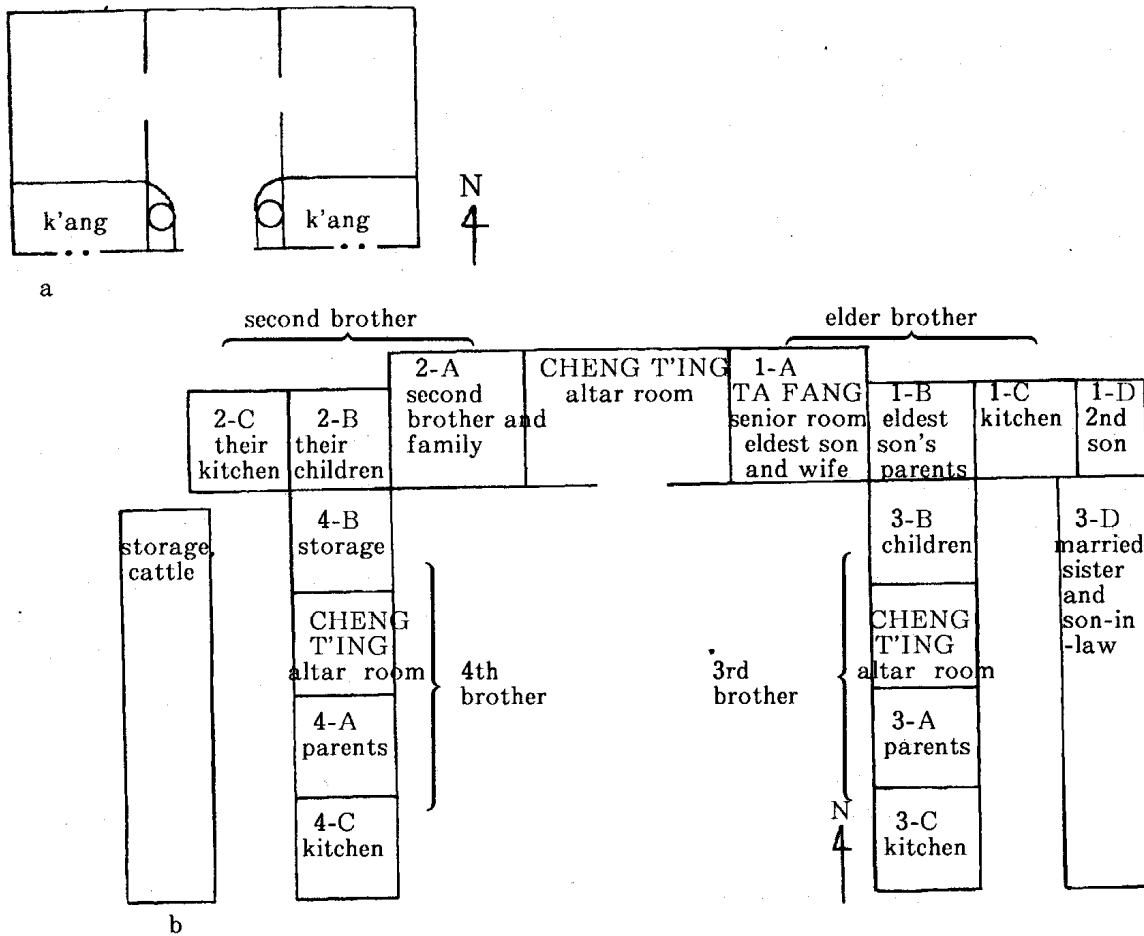 k'ang
k'ang
N
a
second brother
elder brother
2-C
their
kitchen
2-B
their
children
2-A
second
brother and
family
CHENG T'ING
altar room
1-A
TA FANG
senior room
eldest son
and wife
1-B
eldest
son's
parents
1-C
kitchen
1-D
2nd
son
storage
cattle
4-B
storage
CHENG
T'ING
altar room
4-A
parents
4-C
kitchen
4th
brother
3rd
brother
3-B
children
CHENG
T'ING
altar room
3-A
parents
3-C
kitchen
3-D
married
sister
and
son-in
-law
N
b